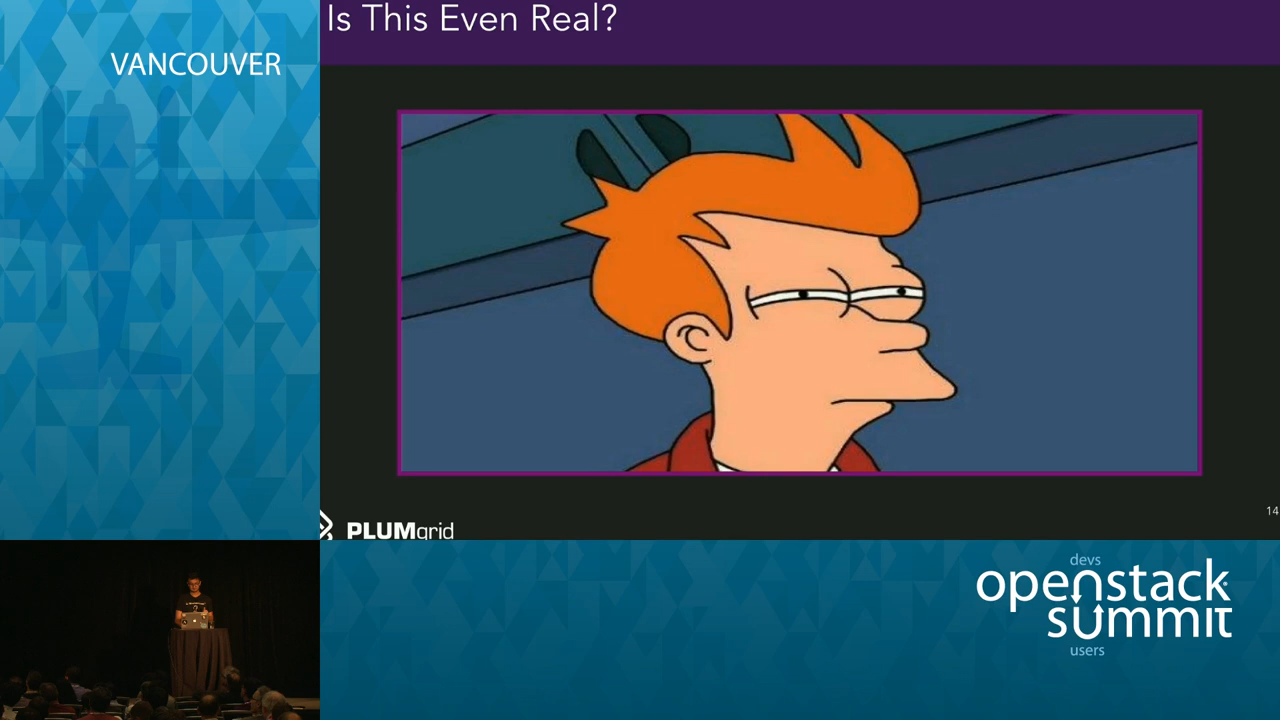 VANCOUVER
Is This Even Real?
14
PLUMgrid
devs
openstack
summit
users